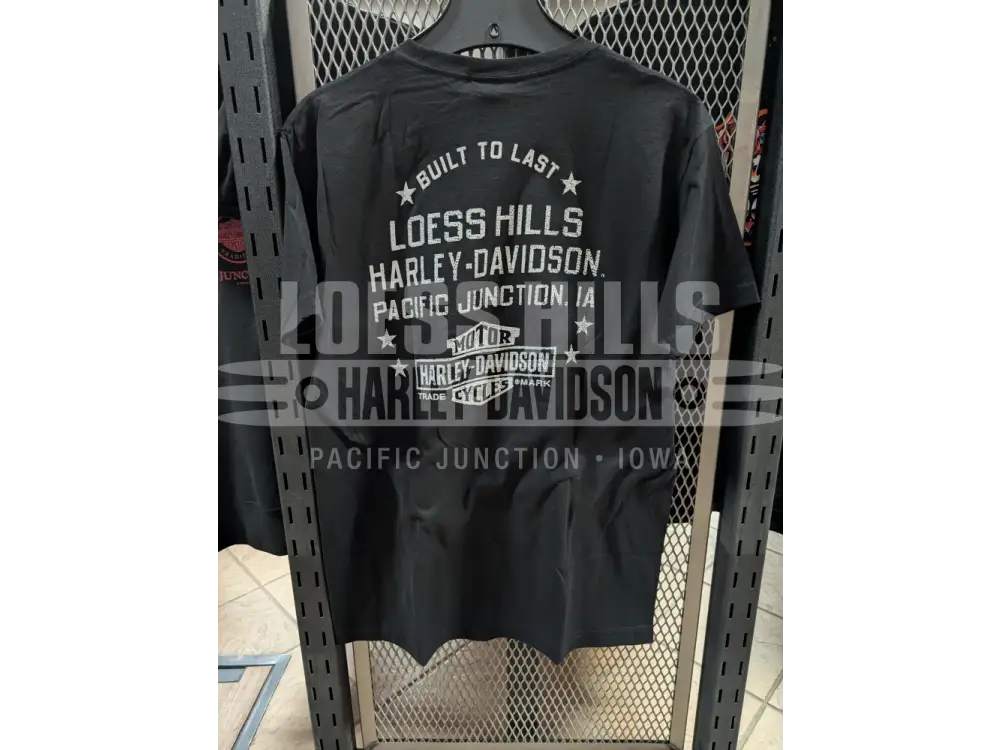 BUILT TO LAST
LOESS HILLS
HARLEY-DAVIDSON
PACIFIC JUNCTION, IA
MOTOR
HARLEY-DAVIDSON
TRADE CYCLES ®MARK
LOESS HILLS
HARLEY-DAVIDSON
PACIFIC JUNCTION • IOWA